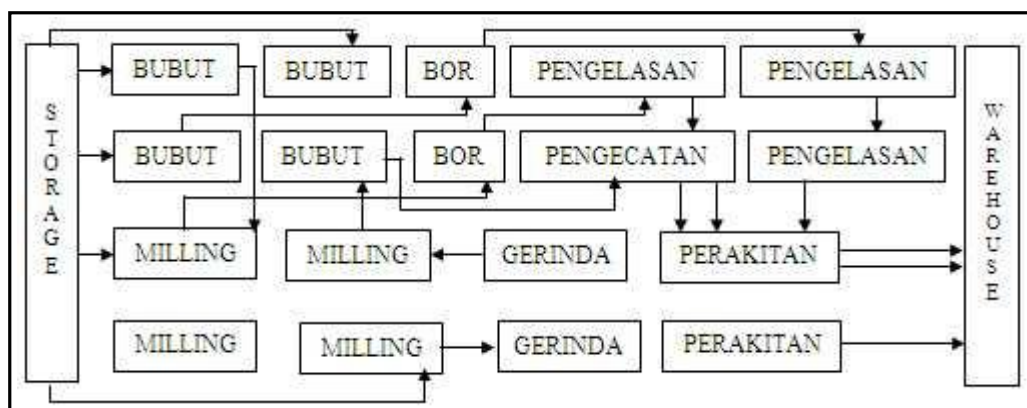 STORAGE
BUBUT
BUBUT
BOR
PENGELASAN
PENGELASAN
WAREHOUSE
BUBUT
BUBUT
BOR
PENGECATAN
PENGELASAN
MILLING
MILLING
GERINDA
PERAKITAN
MILLING
MILLING
GERINDA
PERAKITAN